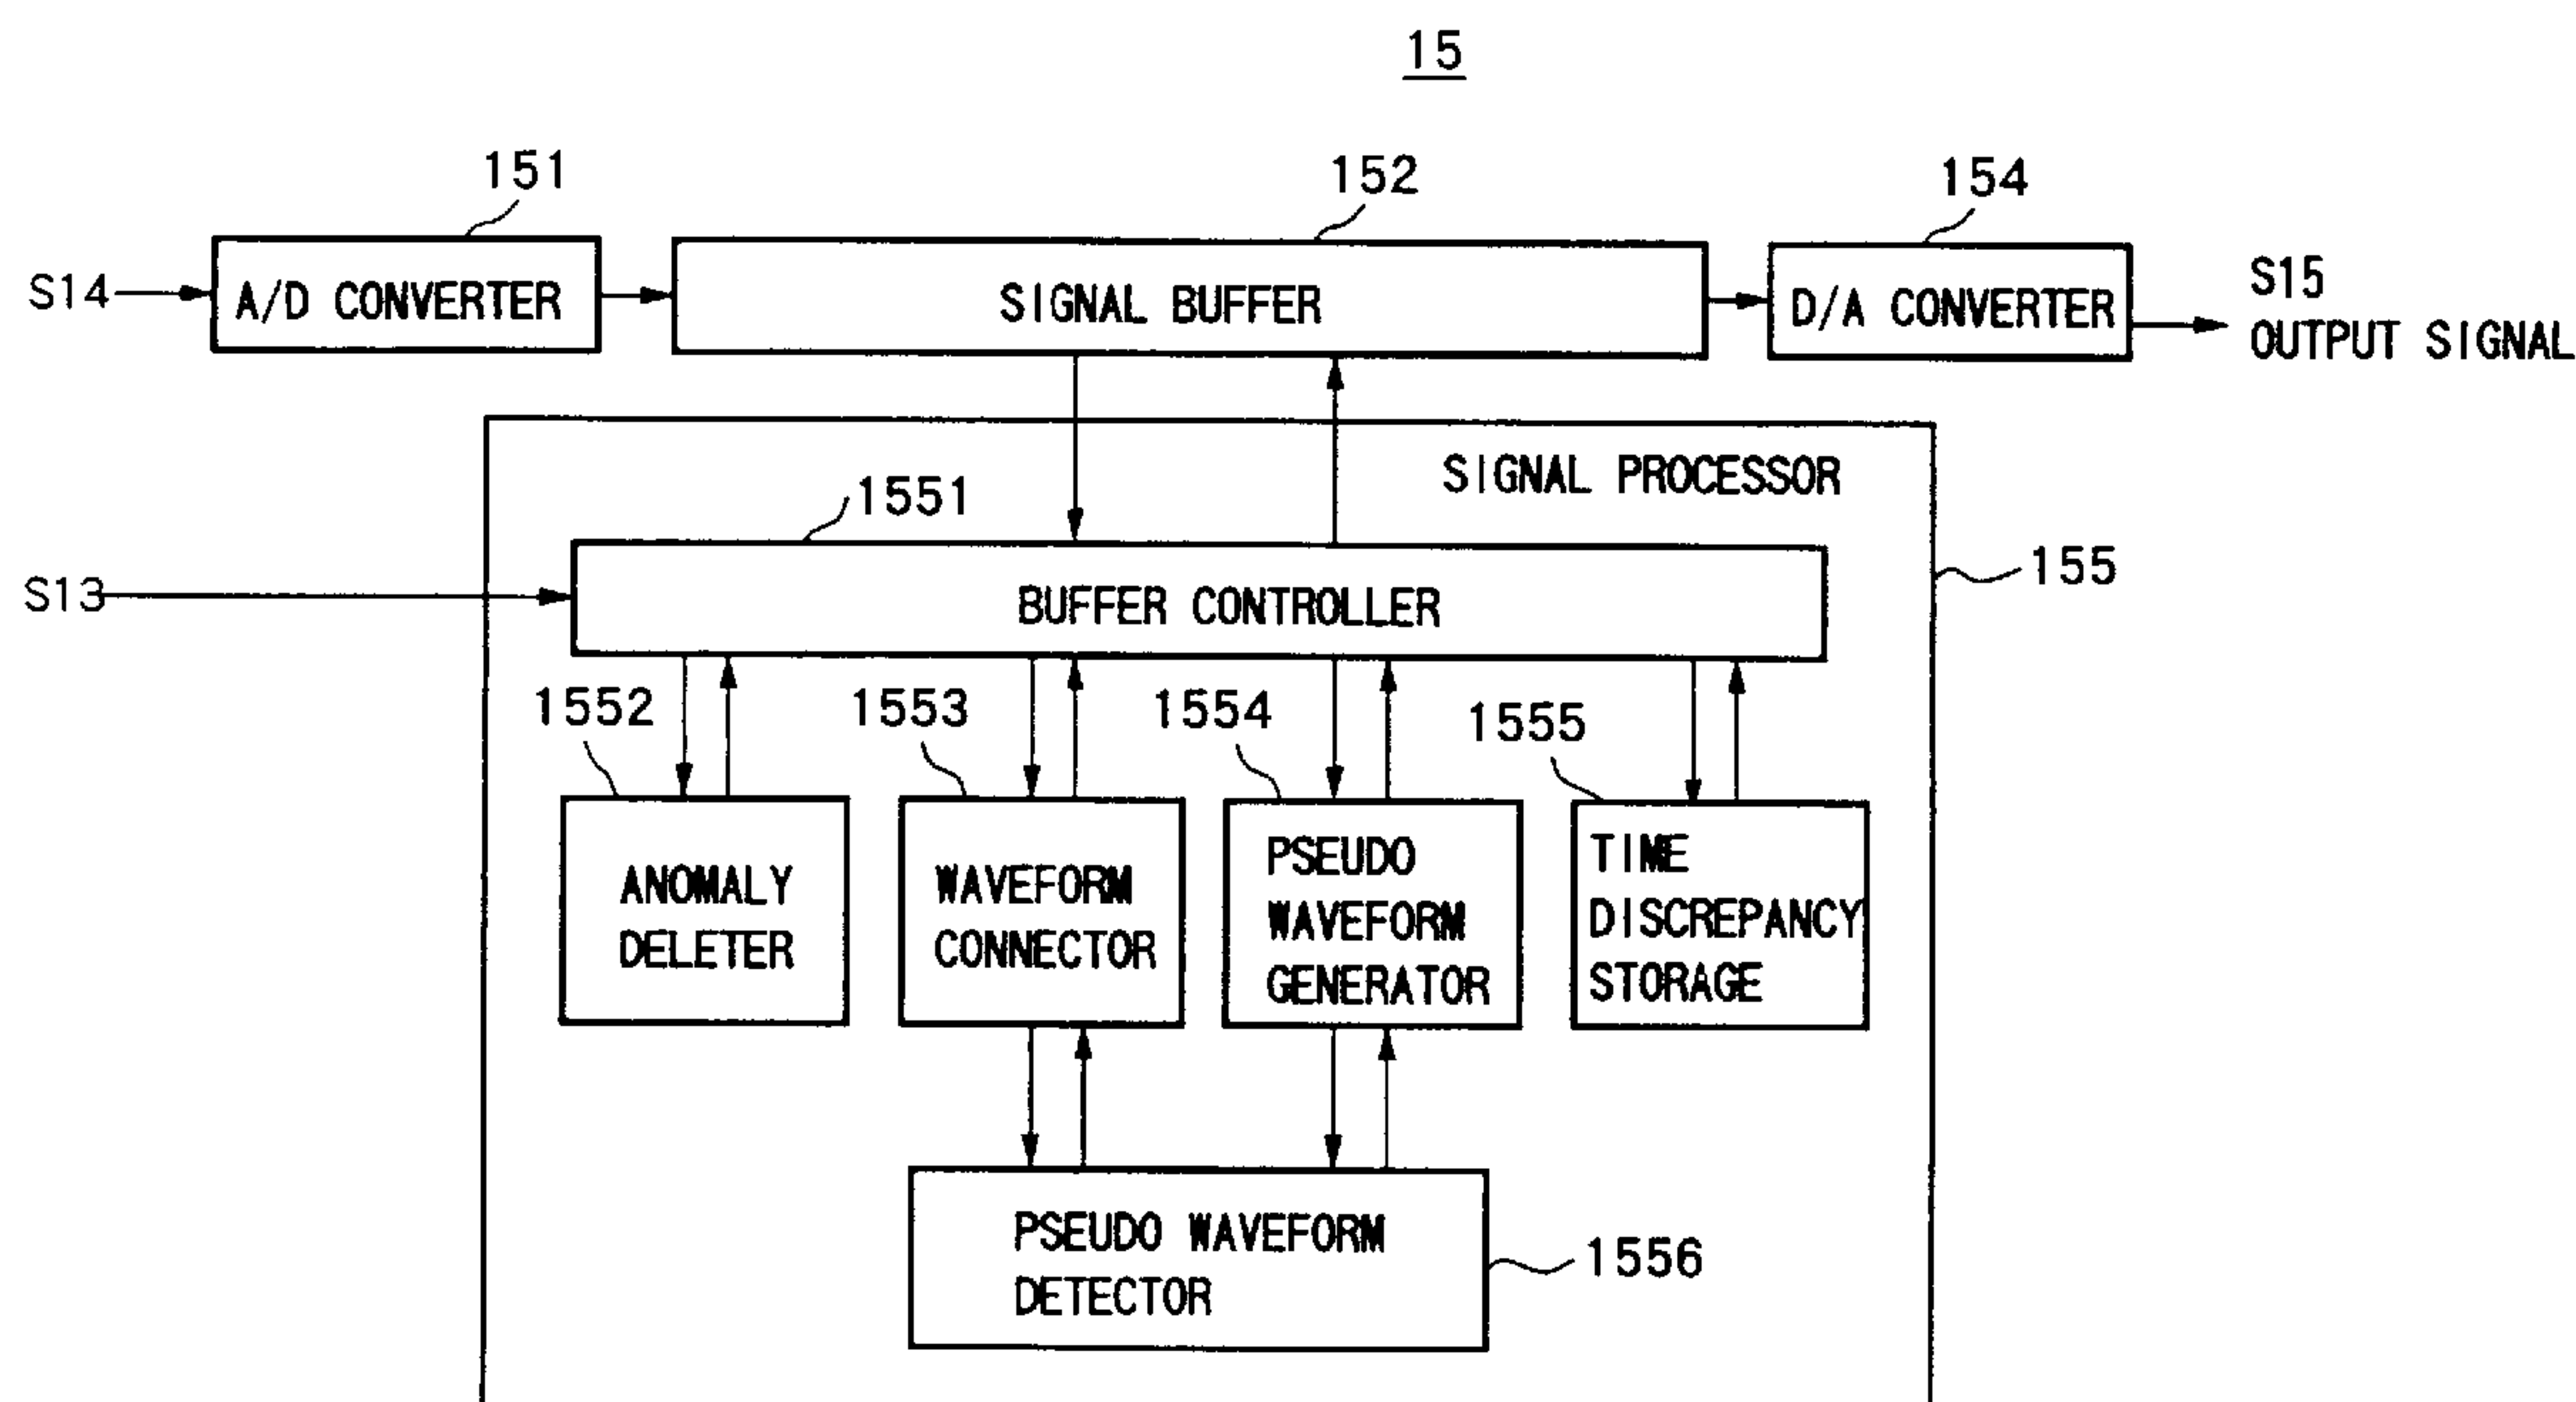 15
151
152
154
S14
A/D CONVERTER
SIGNAL BUFFER
D/A CONVERTER
S15
OUTPUT SIGNAL
SIGNAL PROCESSOR
1551
155
S13
BUFFER CONTROLLER
1552
1553
1554
1555
ANOMALY
DELETER
WAVEFORM
CONNECTOR
PSEUDO
WAVEFORM
GENERATOR
TIME
DISCREPANCY
STORAGE
PSEUDO WAVEFORM
DETECTOR
1556